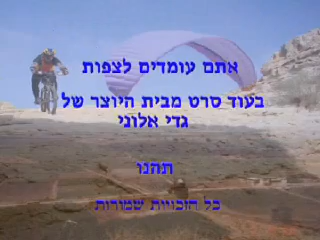 אתם עומדים לצפות
בעוד סרט מבית היוצר של
גדי אלוני
תהנו
כל הזכויות שמורות